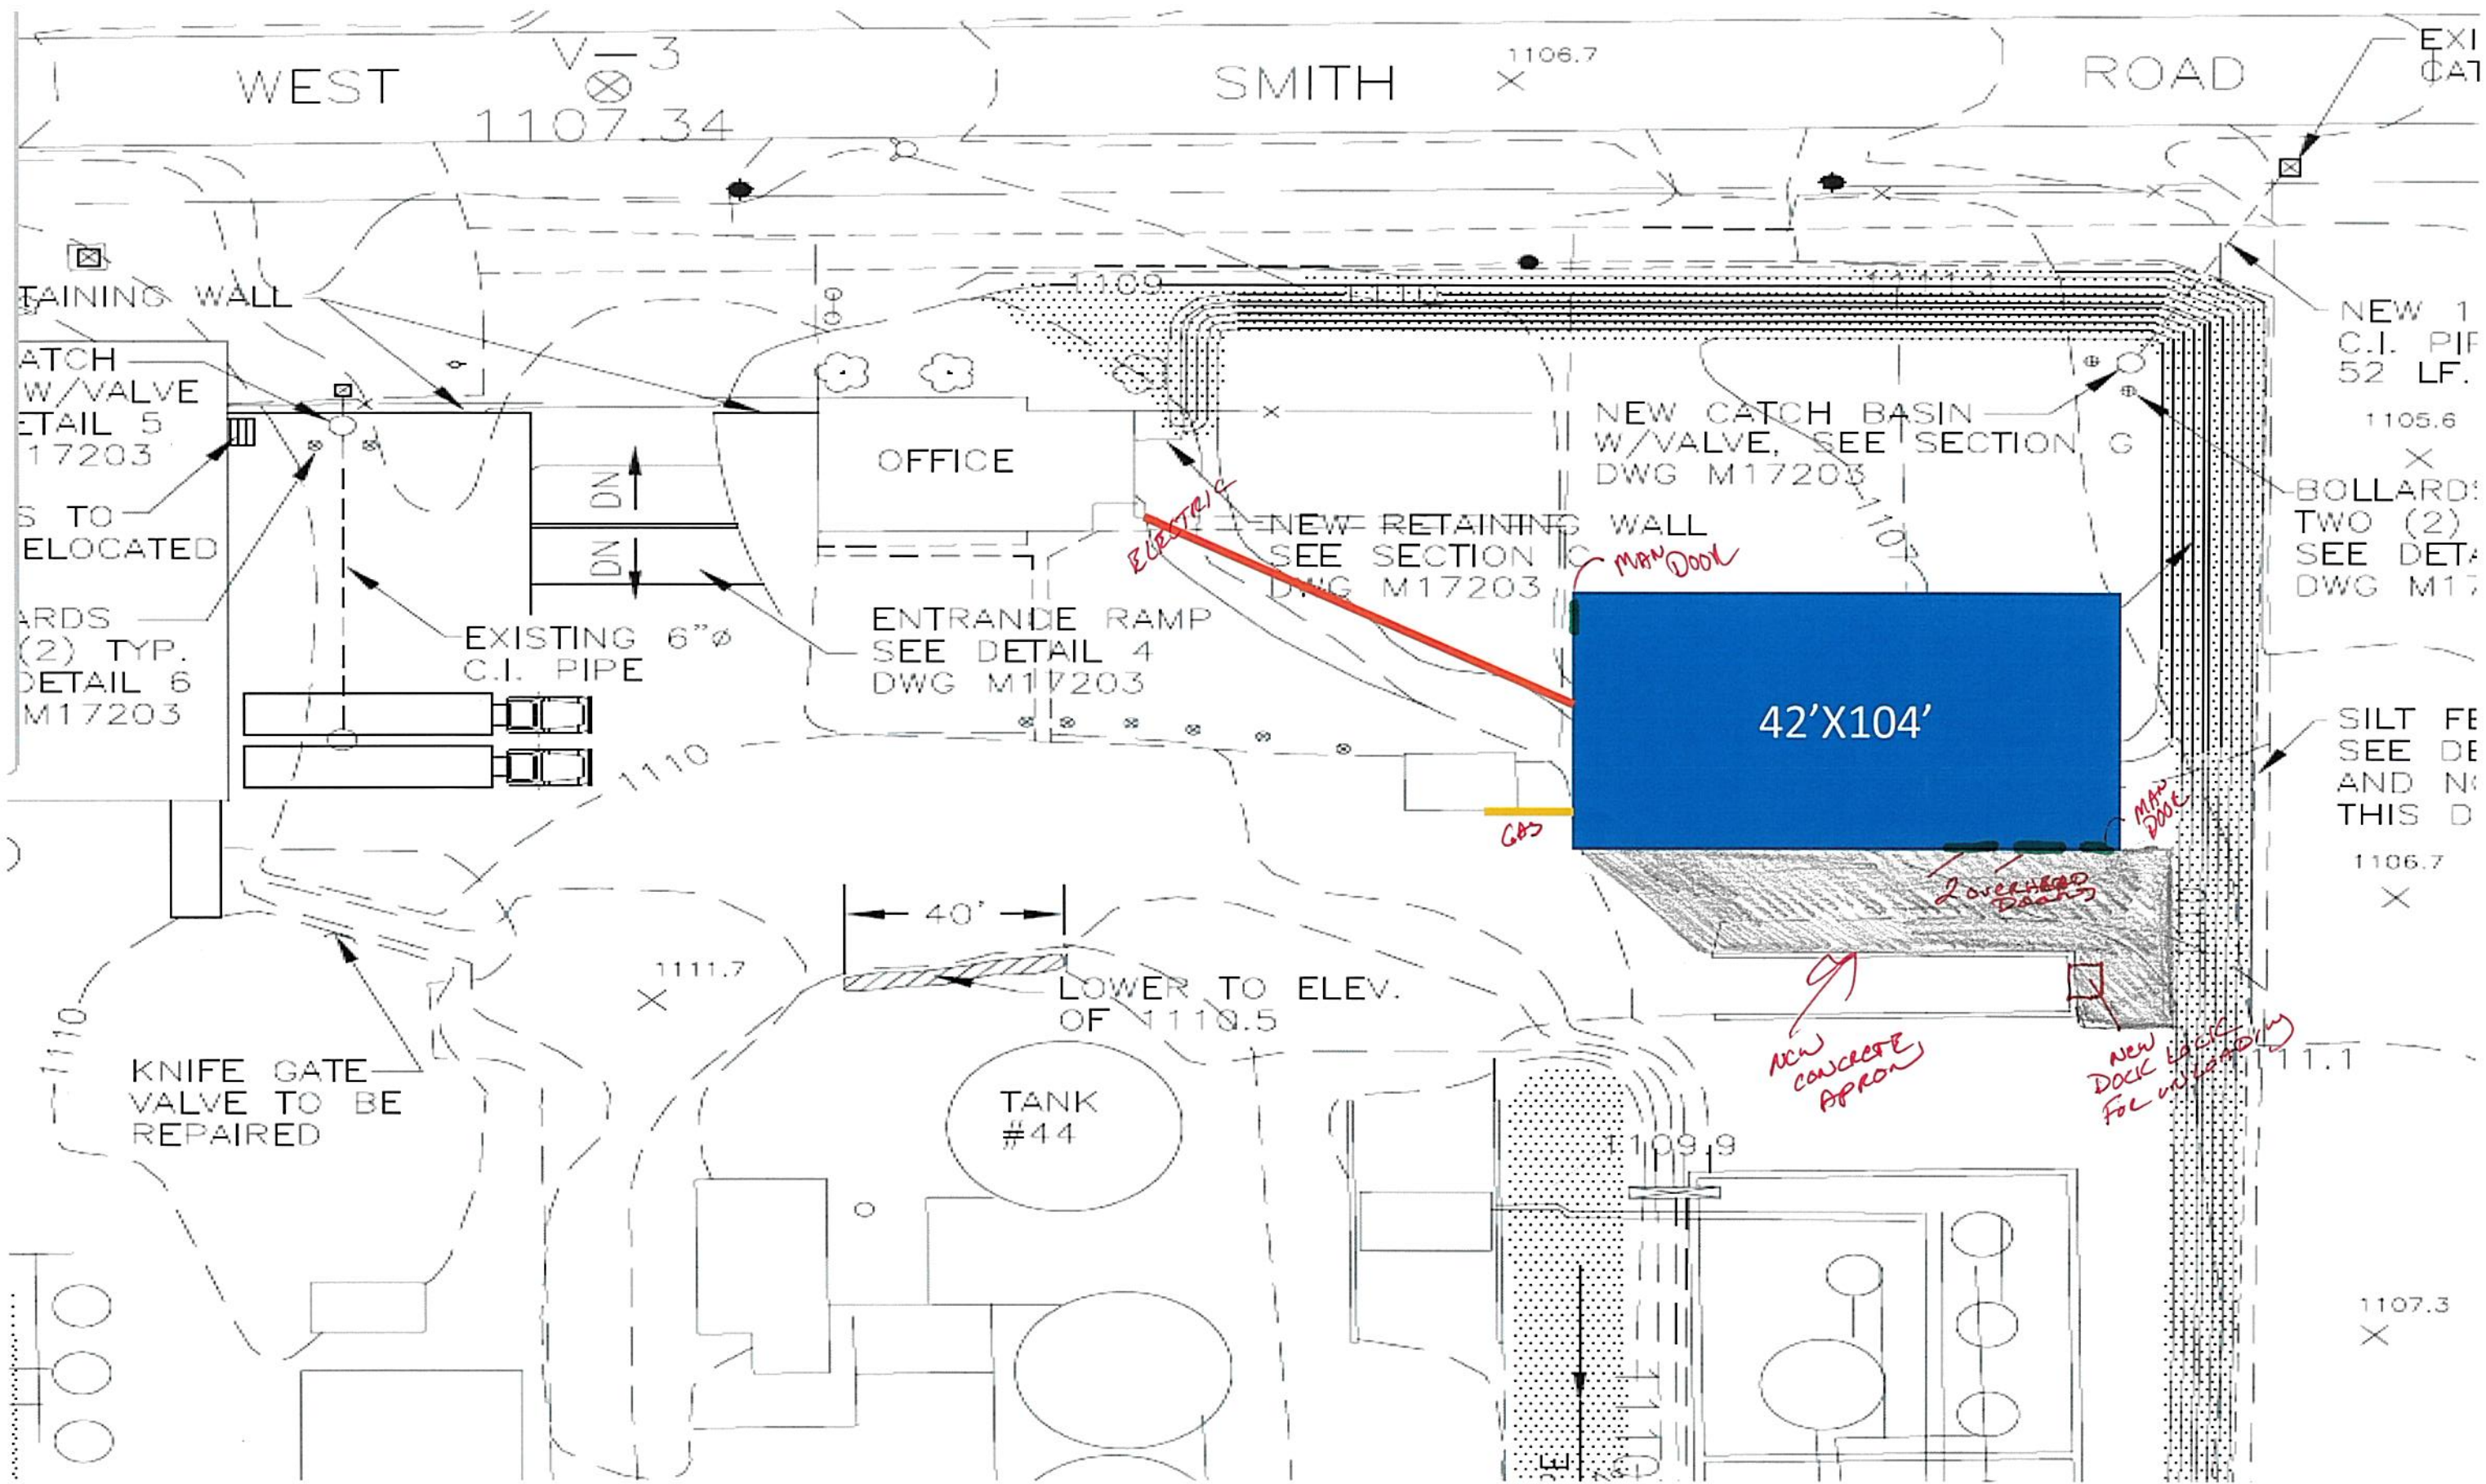 WEST
V-3
1107.34
SMITH
1106.7
ROAD
EXI
CAT
TAINING WALL
1109
1111.1
NEW 1
C.I. PIP
52 LF.
ATCH
W/VALVE
ETAIL 5
17203
OFFICE
NEW CATCH BASIN
W/VALVE, SEE SECTION G
DWG M17203
1105.6
S TO
ELOCATED
DN
DN
ELECTRIC
NEW RETAINING WALL
SEE SECTION C
DWG M17203
MAN DOOR
1107
BOLLARDS
TWO (2)
SEE DETA
DWG M17
ARDS
(2) TYP.
DETAIL 6
M17203
EXISTING 6"ø
C.I. PIPE
ENTRANCE RAMP
SEE DETAIL 4
DWG M17203
42'X104'
SILT FE
SEE DE
AND NO
THIS D
1110
GAS
MAN
DOOR
2 OVERHEAD
DOORS
1106.7
40'
1111.7
LOWER TO ELEV.
OF 1110.5
1110
KNIFE GATE
VALVE TO BE
REPAIRED
TANK
#44
NEW
CONCRETE
APRON
NEW
DOCK LOCK
FOR UNLOADING
1111.1
1109.9
1107.3